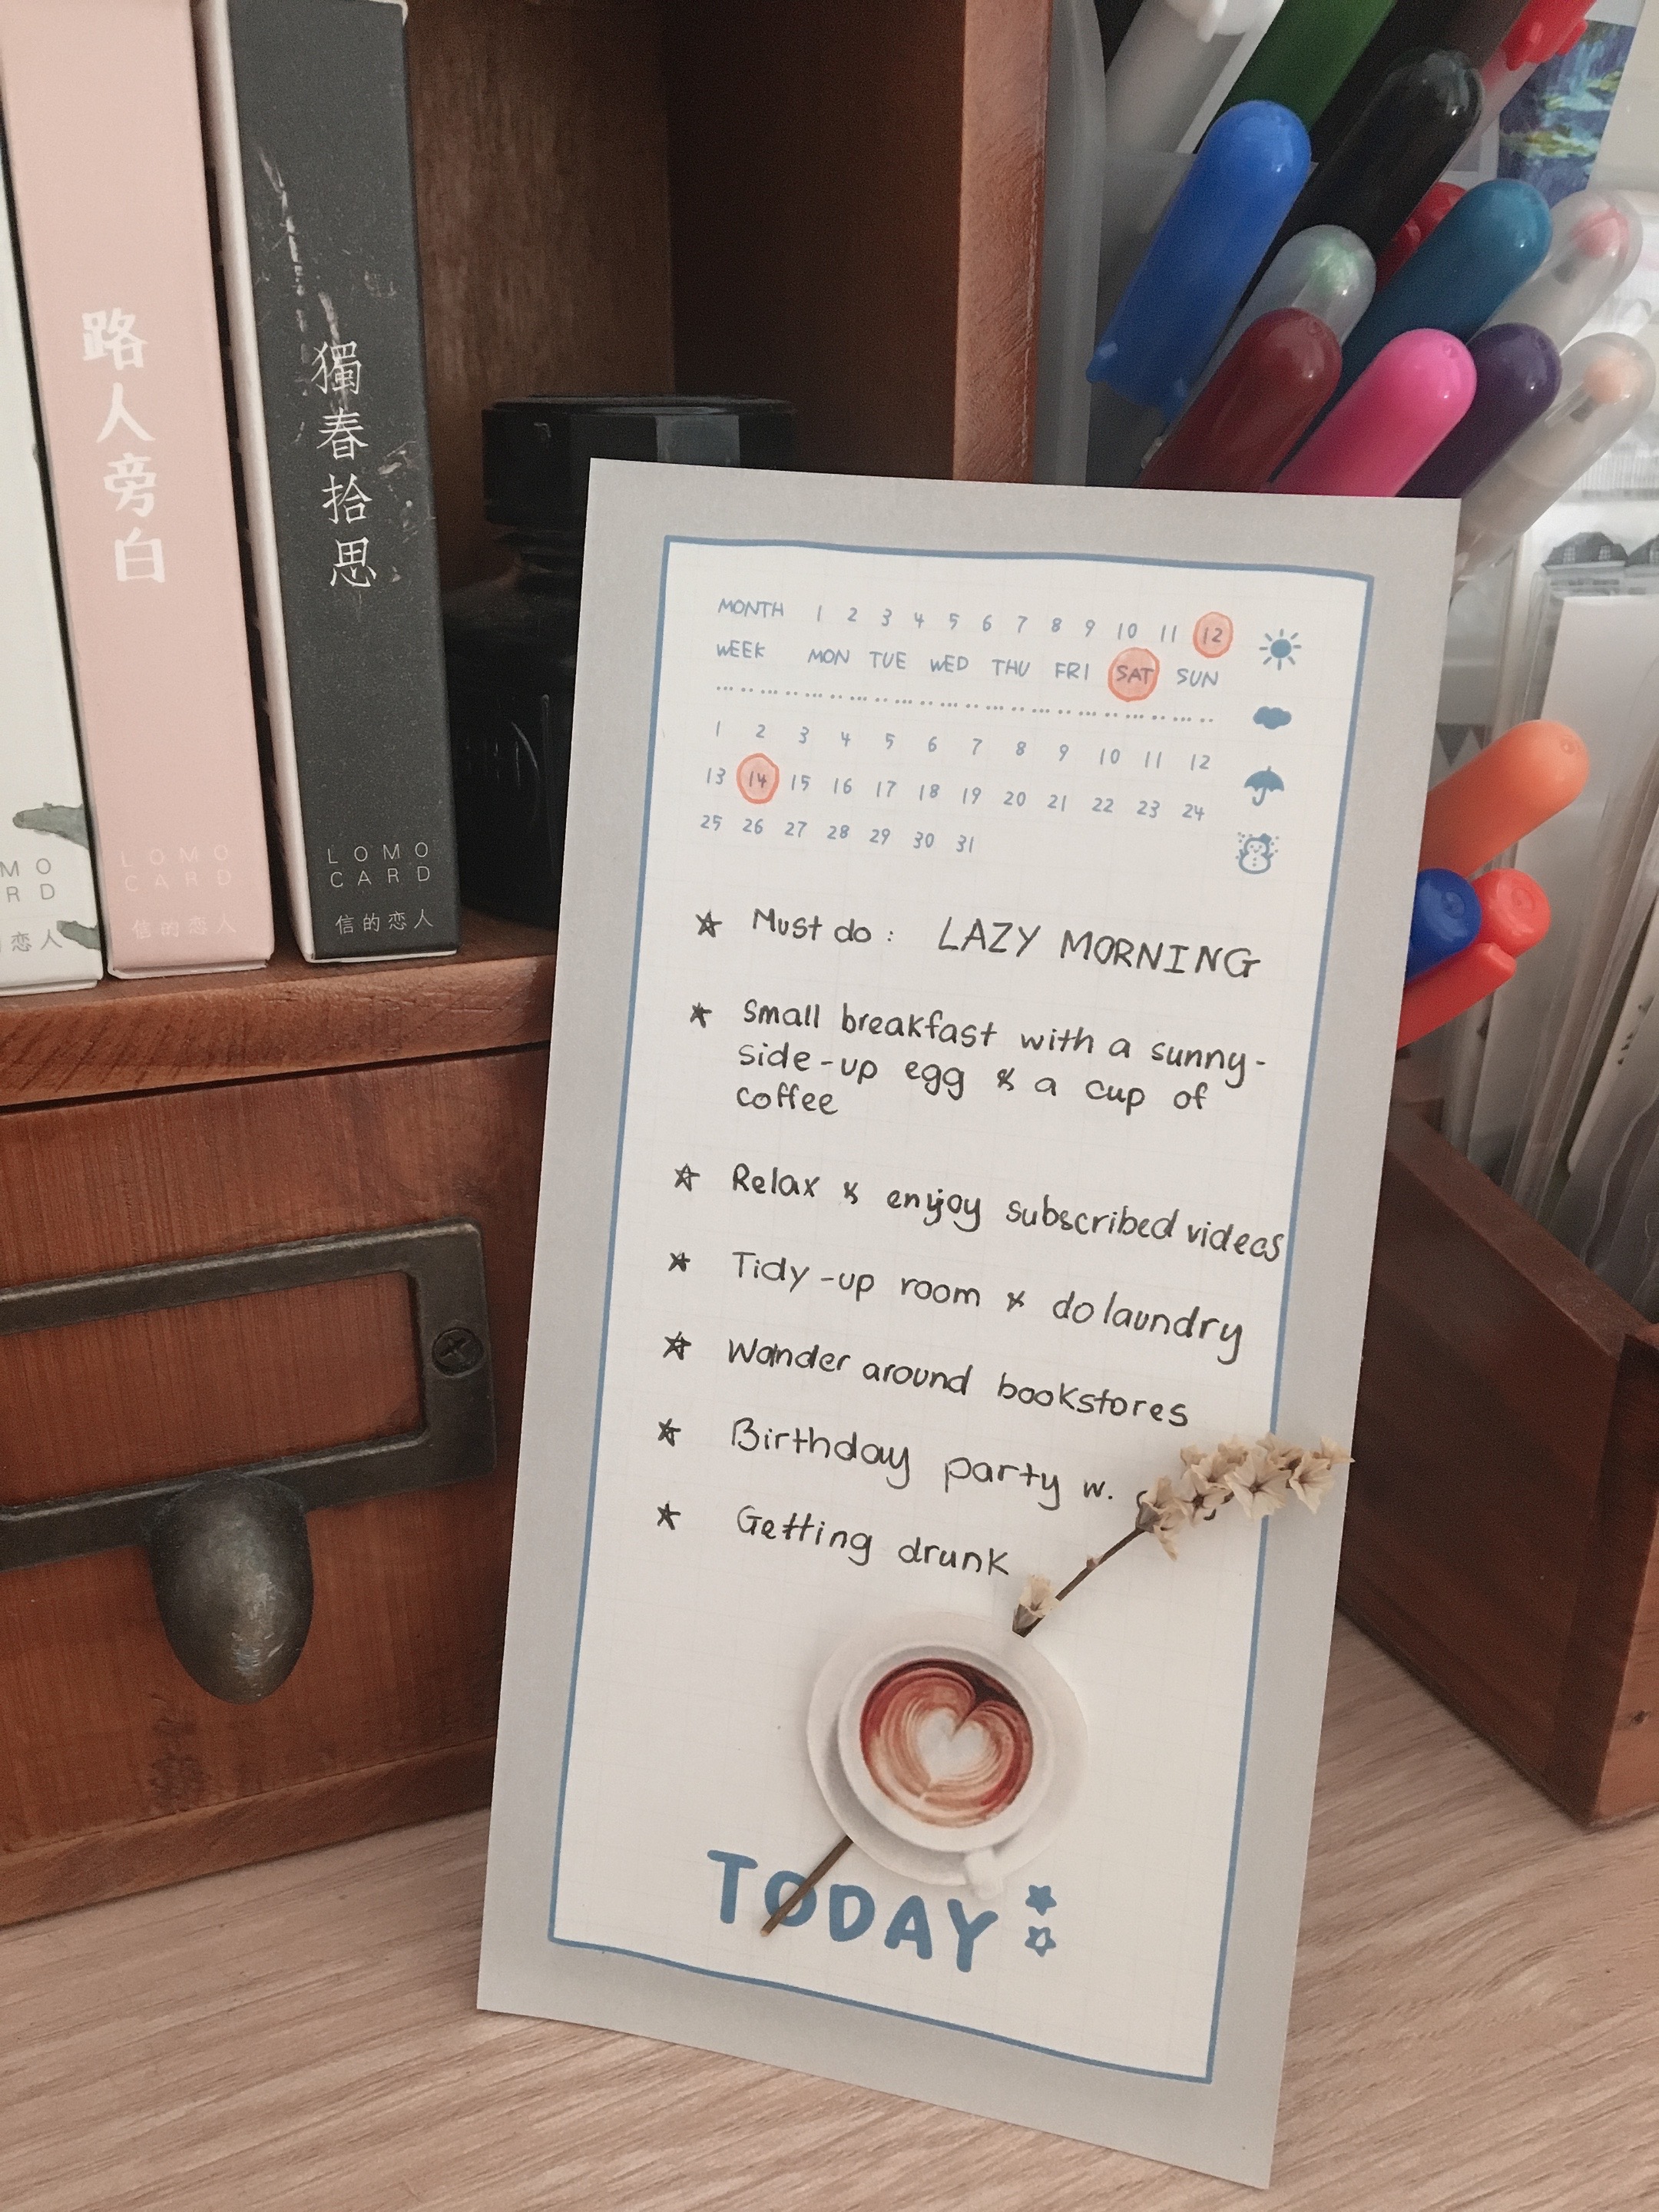 路人旁白
LOMO
CARD
信的恋人
獨春拾思
LOMO
CARD
信的恋人
MO
RD
恋人
MONTH 1 2 3 4 5 6 7 8 9 10 11 12
WEEK MON TUE WED THU FRI SAT SUN
1 2 3 4 5 6 7 8 9 10 11 12
13 14 15 16 17 18 19 20 21 22 23 24
25 26 27 28 29 30 31
Must do : LAZY MORNING
Small breakfast with a sunny-
side-up egg & a cup of
coffee
Relax & enjoy subscribed videos
Tidy-up room & do laundry
Wander around bookstores
Birthday party w.
Getting drunk
TODAY